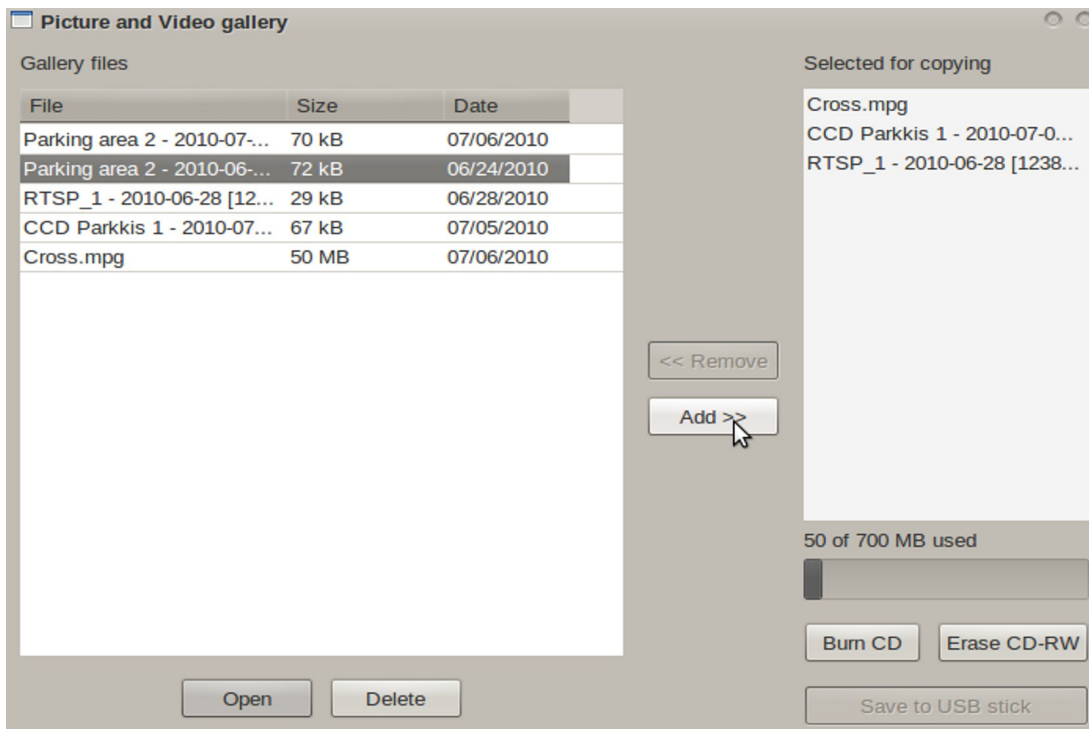 Picture and Video gallery
Gallery files
File Size Date
Parking area 2 - 2010-07-... 70 kB 07/06/2010
Parking area 2 - 2010-06-... 72 kB 06/24/2010
RTSP_1 - 2010-06-28 [12... 29 kB 06/28/2010
CCD Parkkis 1 - 2010-07... 67 kB 07/05/2010
Cross.mpg 50 MB 07/06/2010
Open Delete
<< Remove
Add >>
Selected for copying
Cross.mpg
CCD Parkkis 1 - 2010-07-0...
RTSP_1 - 2010-06-28 [1238...
50 of 700 MB used
Burn CD Erase CD-RW
Save to USB stick